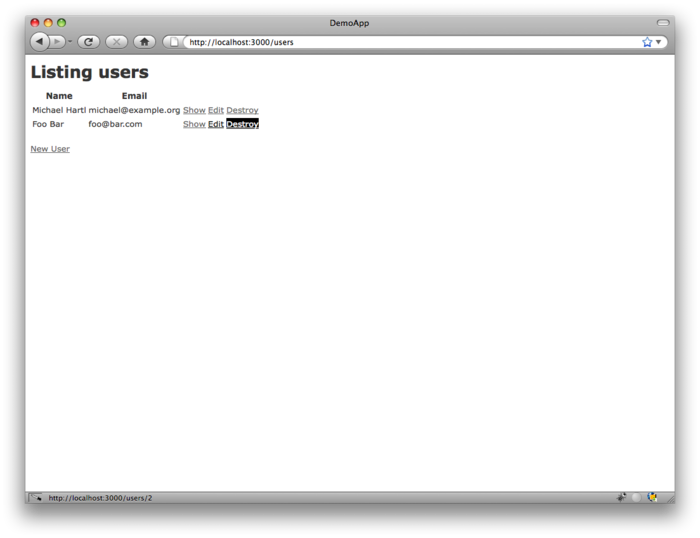 DemoApp
http://localhost:3000/users
Listing users
Name Email
Michael Hartl michael@example.org Show Edit Destroy
Foo Bar foo@bar.com Show Edit Destroy
New User
http://localhost:3000/users/2